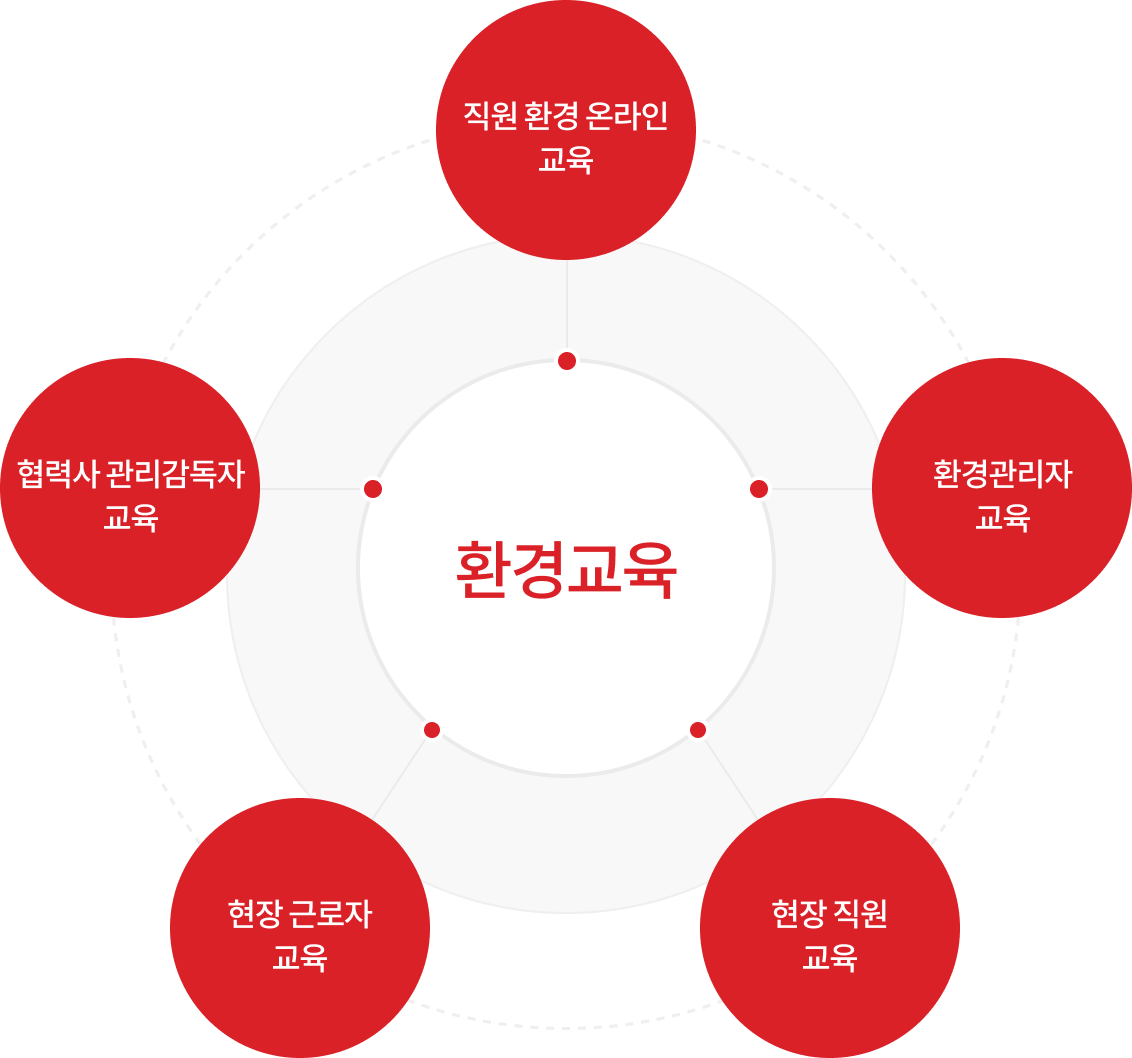 직원 환경 온라인
교육
협력사 관리감독자
교육
환경관리자
교육
환경교육
현장 근로자
교육
현장 직원
교육